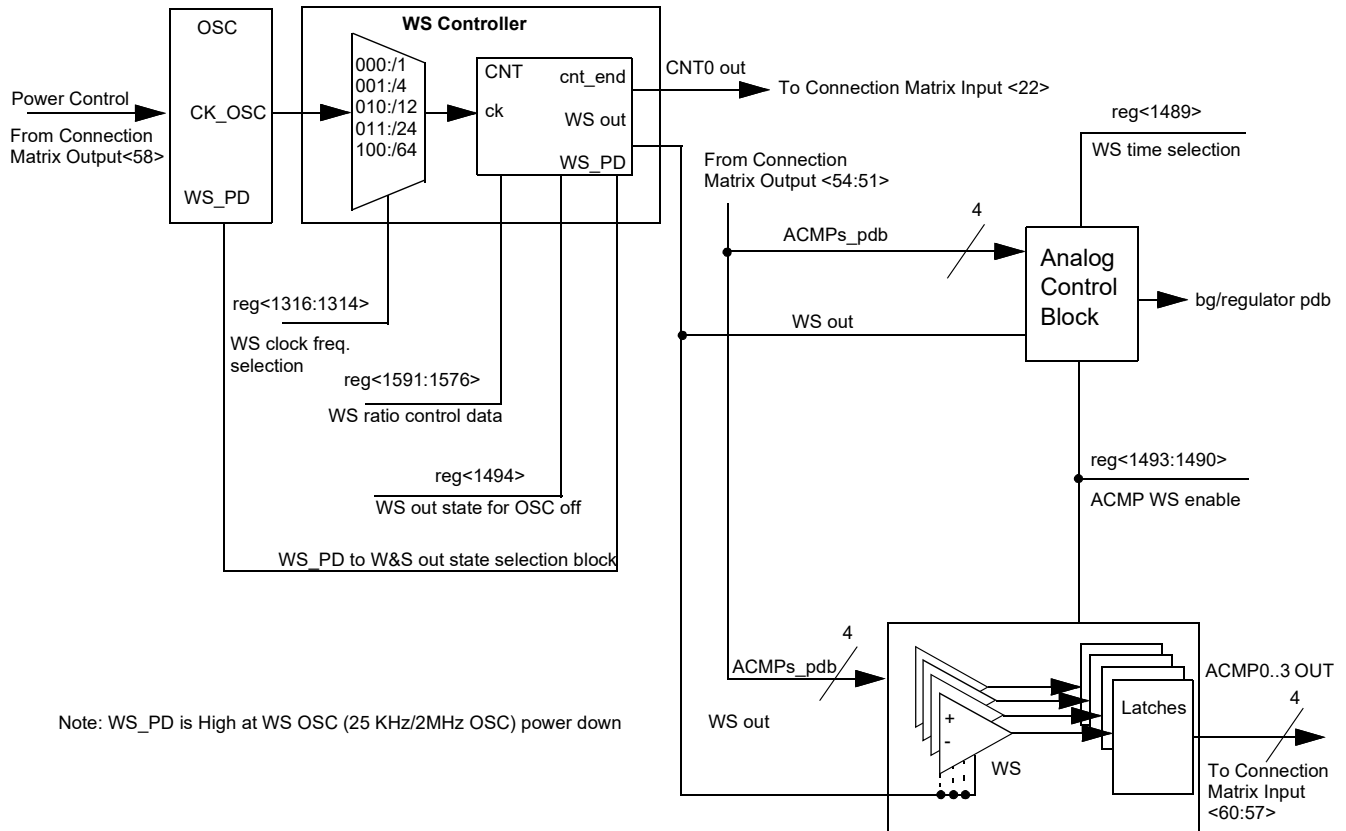 OSC
WS Controller
Power Control
From Connection
Matrix Output<58>
CK_OSC
WS_PD
000:/1
001:/4
010:/12
011:/24
100:/64
CNT
ck
cnt_end
WS out
WS_PD
CNT0 out
To Connection Matrix Input <22>
From Connection
Matrix Output <54:51>
reg<1489>
WS time selection
4
ACMPs_pdb
WS out
Analog
Control
Block
bg/regulator pdb
reg<1316:1314>
WS clock freq.
selection
reg<1591:1576>
WS ratio control data
reg<1494>
WS out state for OSC off
WS_PD to W&S out state selection block
reg<1493:1490>
ACMP WS enable
4
ACMPs_pdb
WS out
+
-
WS
Latches
ACMP0..3 OUT
4
To Connection
Matrix Input
<60:57>
Note: WS_PD is High at WS OSC (25 KHz/2MHz OSC) power down